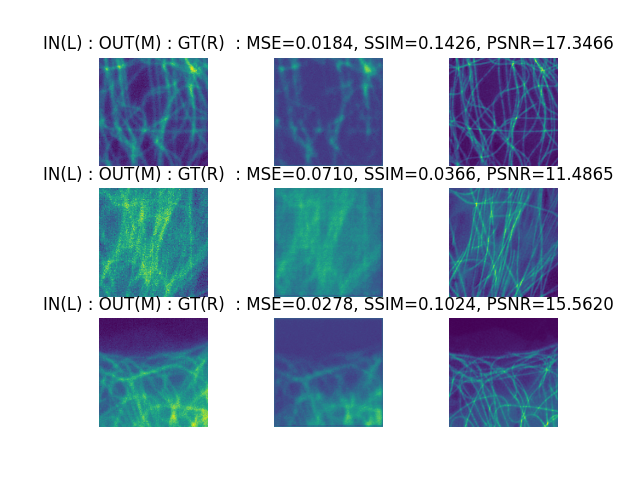 IN(L) : OUT(M) : GT(R)  : MSE=0.0184, SSIM=0.1426, PSNR=17.3466
IN(L) : OUT(M) : GT(R)  : MSE=0.0710, SSIM=0.0366, PSNR=11.4865
IN(L) : OUT(M) : GT(R)  : MSE=0.0278, SSIM=0.1024, PSNR=15.5620